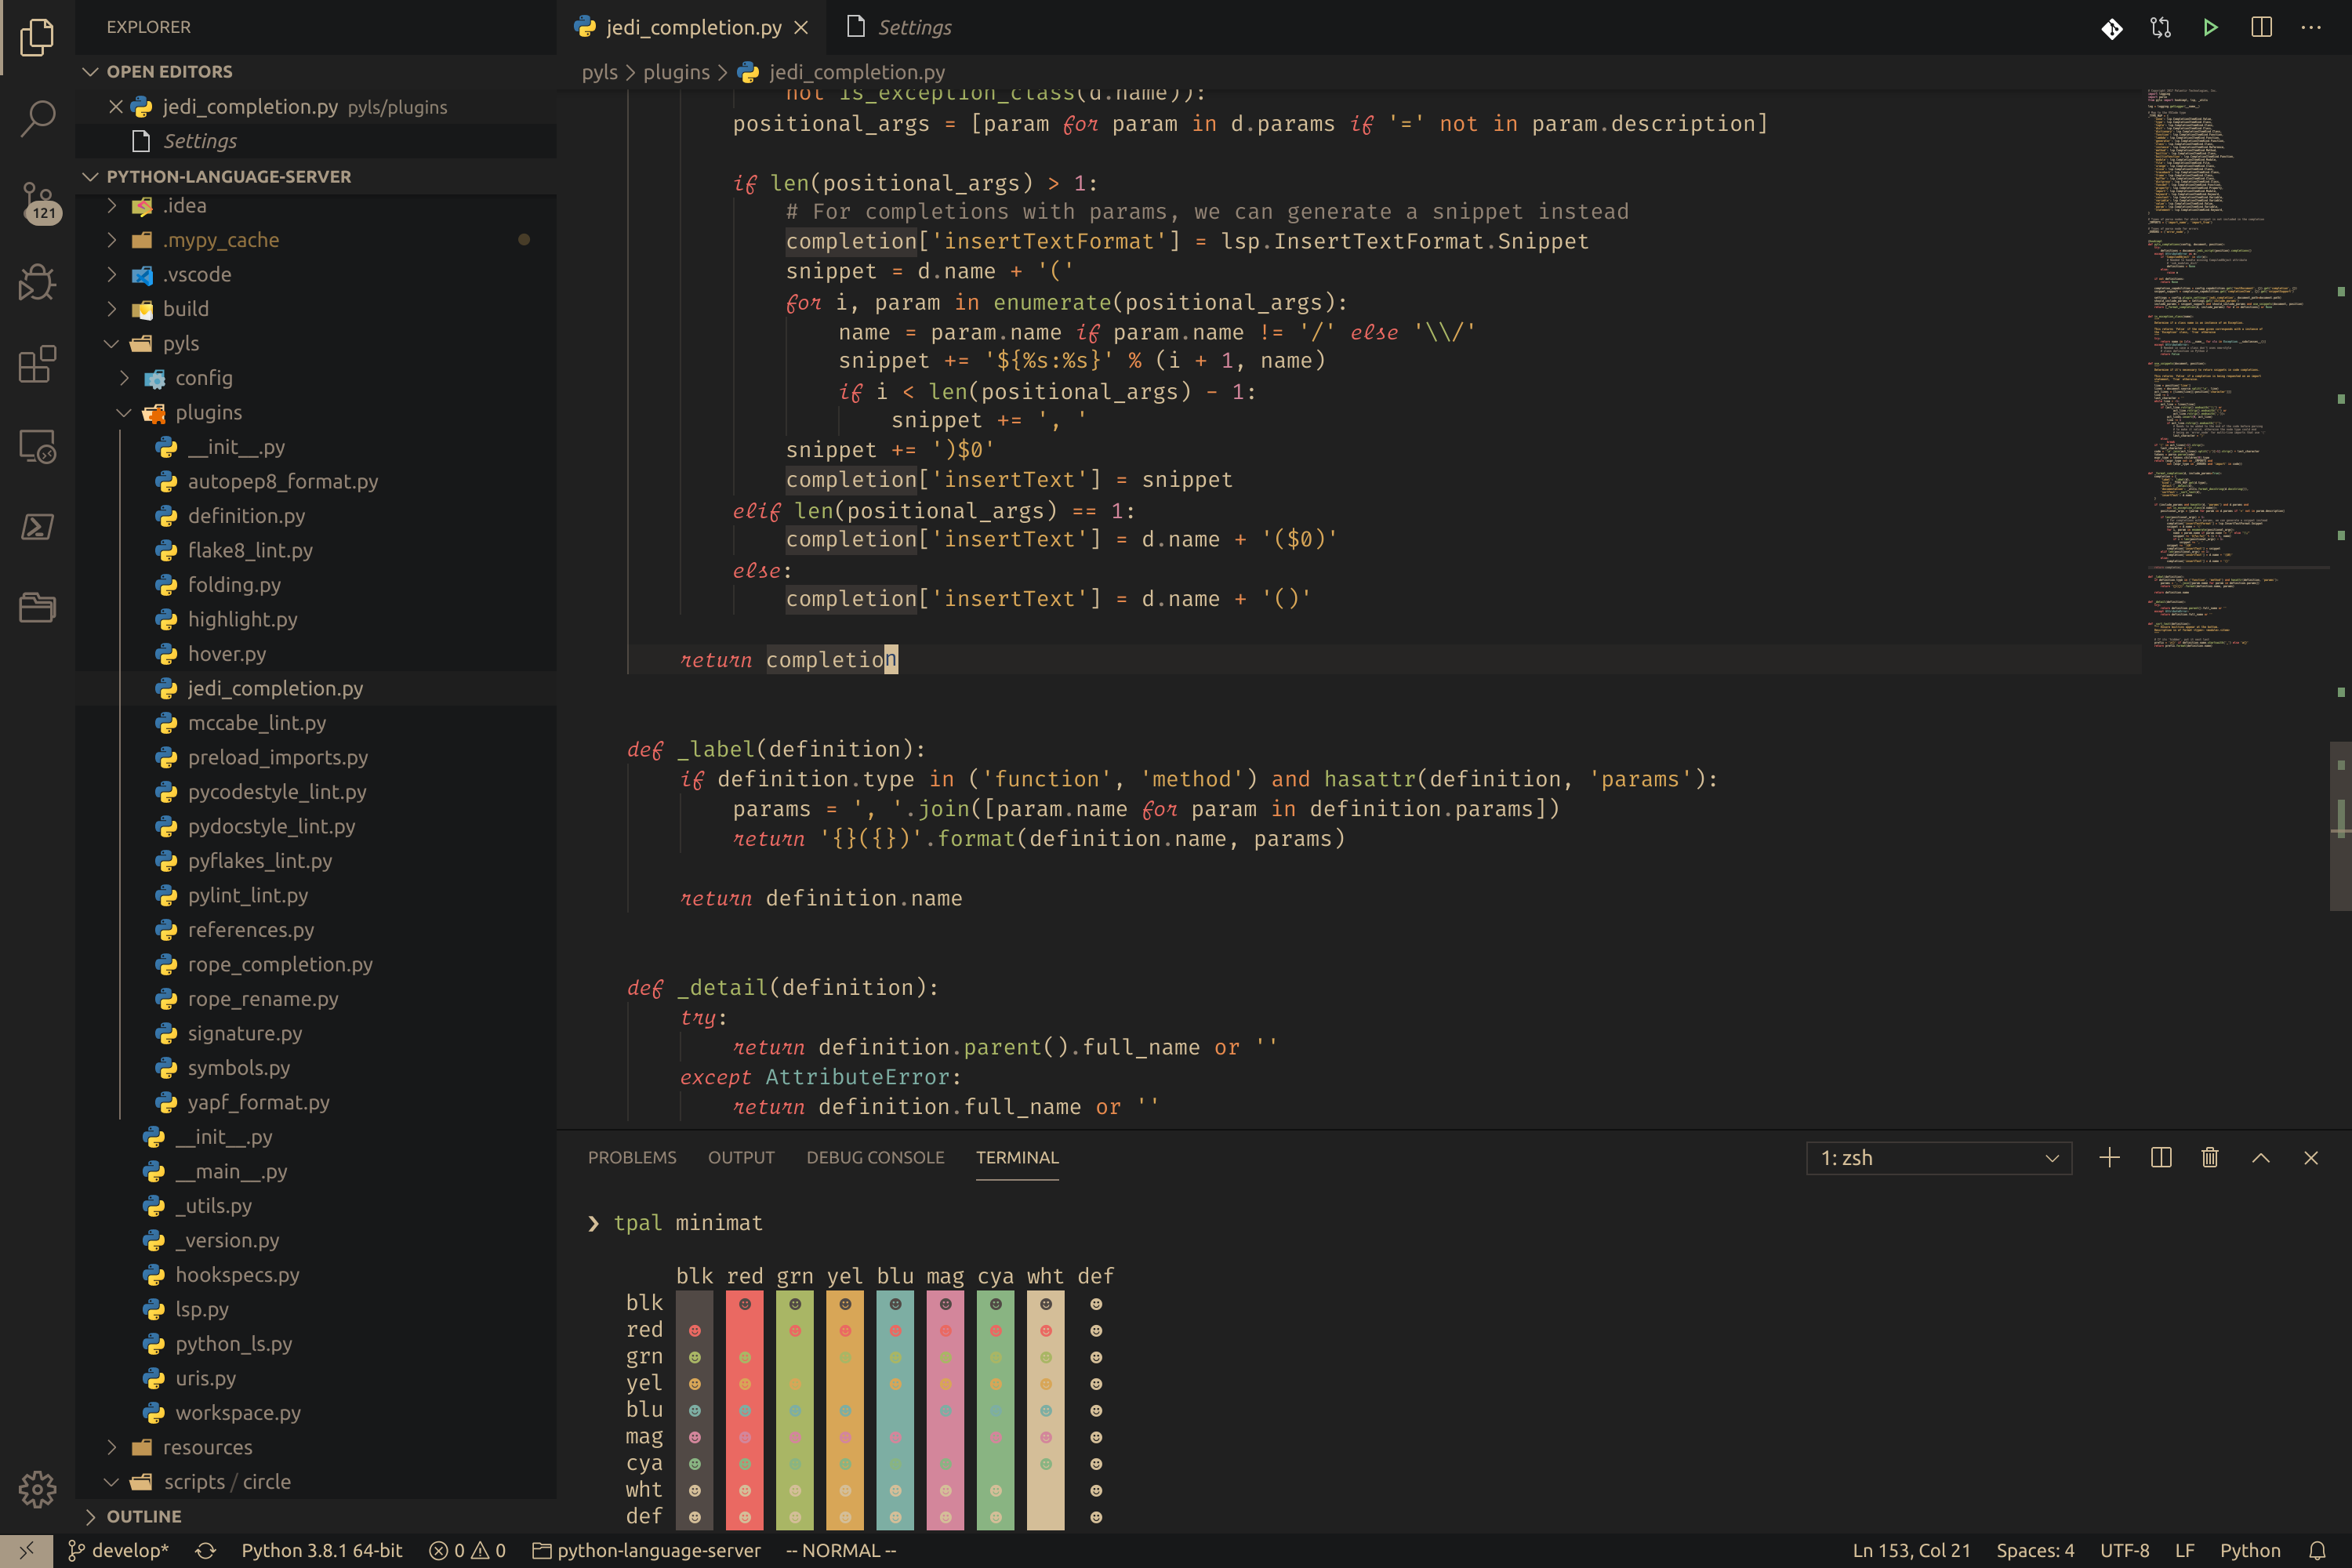 EXPLORER
OPEN EDITORS
jedi_completion.py pyls/plugins
Settings
PYTHON-LANGUAGE-SERVER
121
.idea
.mypy_cache
.vscode
build
pyls
config
plugins
__init__.py
autopep8_format.py
definition.py
flake8_lint.py
folding.py
highlight.py
hover.py
jedi_completion.py
mccabe_lint.py
preload_imports.py
pycodestyle_lint.py
pydocstyle_lint.py
pyflakes_lint.py
pylint_lint.py
references.py
rope_completion.py
rope_rename.py
signature.py
symbols.py
yapf_format.py
__init__.py
__main__.py
_utils.py
_version.py
hookspecs.py
lsp.py
python_ls.py
uris.py
workspace.py
resources
scripts / circle
OUTLINE
jedi_completion.py Settings
pyls > plugins > jedi_completion.py
not is_exception_class(d.name)):
positional_args = [param for param in d.params if '=' not in param.description]
if len(positional_args) > 1:
# For completions with params, we can generate a snippet instead
completion['insertTextFormat'] = lsp.InsertTextFormat.Snippet
snippet = d.name + '('
for i, param in enumerate(positional_args):
name = param.name if param.name != '/' else '\\/'
snippet += '${%s:%s}' % (i + 1, name)
if i < len(positional_args) - 1:
snippet += ', '
snippet += ')$0'
completion['insertText'] = snippet
elif len(positional_args) == 1:
completion['insertText'] = d.name + '($0)'
else:
completion['insertText'] = d.name + '()'
return completion
def _label(definition):
if definition.type in ('function', 'method') and hasattr(definition, 'params'):
params = ', '.join([param.name for param in definition.params])
return '{}({})'.format(definition.name, params)
return definition.name
def _detail(definition):
try:
return definition.parent().full_name or ''
except AttributeError:
return definition.full_name or ''
PROBLEMS OUTPUT DEBUG CONSOLE TERMINAL 1: zsh
❯ tpal minimat
blk red grn yel blu mag cya wht def
blk
red
grn
yel
blu
mag
cya
wht
def
develop* Python 3.8.1 64-bit 0 0 python-language-server -- NORMAL -- Ln 153, Col 21 Spaces: 4 UTF-8 LF Python